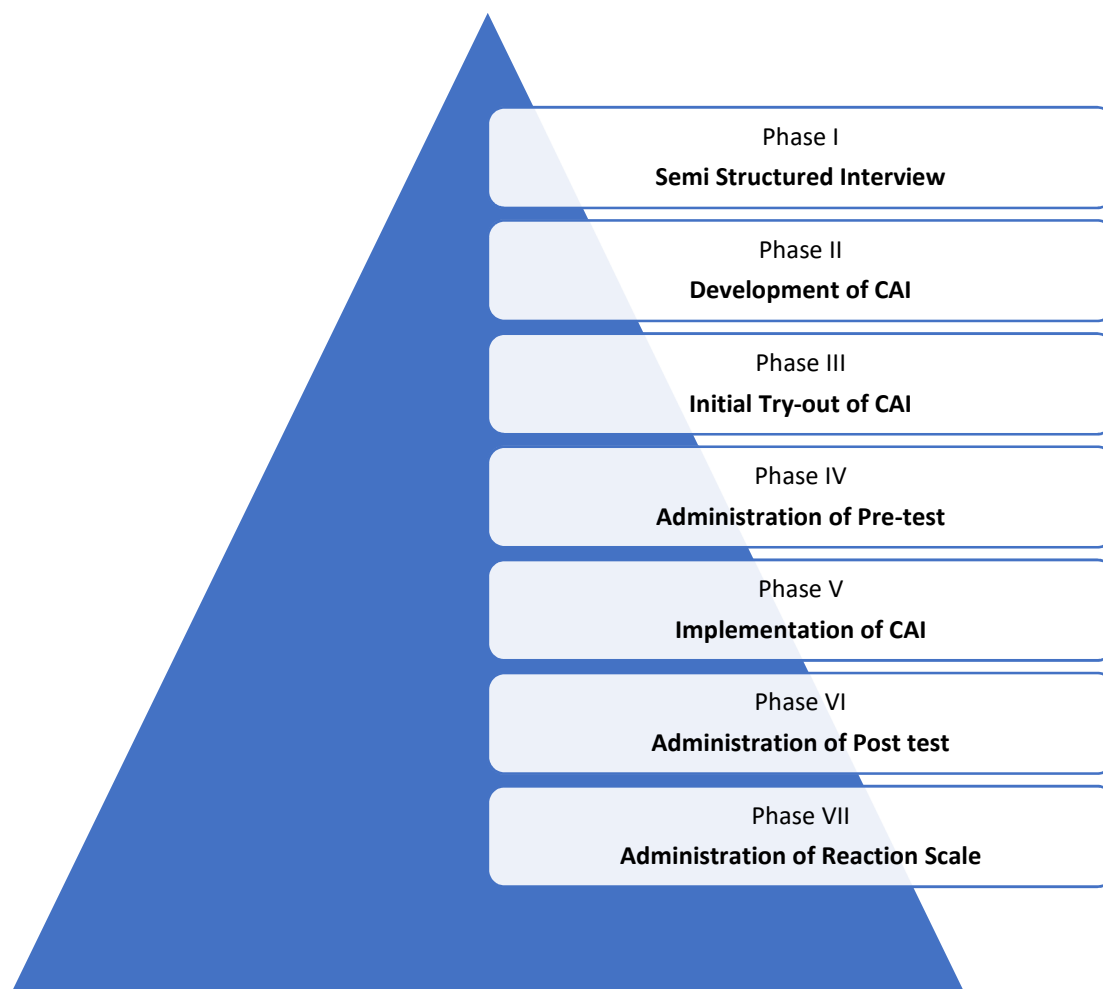 Phase I
Semi Structured Interview
Phase II
Development of CAI
Phase III
Initial Try-out of CAI
Phase IV
Administration of Pre-test
Phase V
Implementation of CAI
Phase VI
Administration of Post test
Phase VII
Administration of Reaction Scale